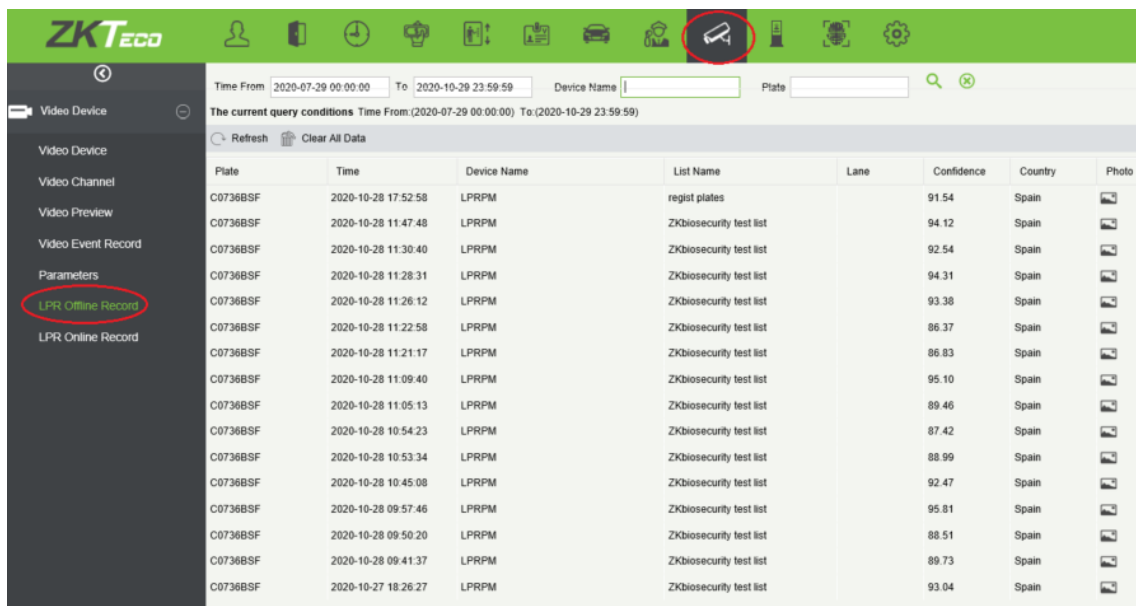 ZKTeco
Time From 2020-07-29 00:00:00 To 2020-10-29 23:59:59 Device Name Plate
The current query conditions Time From:(2020-07-29 00:00:00) To:(2020-10-29 23:59:59)
Refresh Clear All Data
Video Device
Video Device
Video Channel
Video Preview
Video Event Record
Parameters
LPR Offline Record
LPR Online Record
Plate Time Device Name List Name Lane Confidence Country Photo
C0736BSF 2020-10-28 17:52:58 LPRPM regist plates 91.54 Spain
C0736BSF 2020-10-28 11:47:48 LPRPM ZKbiosecurity test list 94.12 Spain
C0736BSF 2020-10-28 11:30:40 LPRPM ZKbiosecurity test list 92.54 Spain
C0736BSF 2020-10-28 11:28:31 LPRPM ZKbiosecurity test list 94.31 Spain
C0736BSF 2020-10-28 11:26:12 LPRPM ZKbiosecurity test list 93.38 Spain
C0736BSF 2020-10-28 11:22:58 LPRPM ZKbiosecurity test list 86.37 Spain
C0736BSF 2020-10-28 11:21:17 LPRPM ZKbiosecurity test list 86.83 Spain
C0736BSF 2020-10-28 11:09:40 LPRPM ZKbiosecurity test list 95.10 Spain
C0736BSF 2020-10-28 11:05:13 LPRPM ZKbiosecurity test list 89.46 Spain
C0736BSF 2020-10-28 10:54:23 LPRPM ZKbiosecurity test list 87.42 Spain
C0736BSF 2020-10-28 10:53:34 LPRPM ZKbiosecurity test list 88.99 Spain
C0736BSF 2020-10-28 10:45:08 LPRPM ZKbiosecurity test list 92.47 Spain
C0736BSF 2020-10-28 09:57:46 LPRPM ZKbiosecurity test list 95.81 Spain
C0736BSF 2020-10-28 09:50:20 LPRPM ZKbiosecurity test list 88.51 Spain
C0736BSF 2020-10-28 09:41:37 LPRPM ZKbiosecurity test list 89.73 Spain
C0736BSF 2020-10-27 18:26:27 LPRPM ZKbiosecurity test list 93.04 Spain